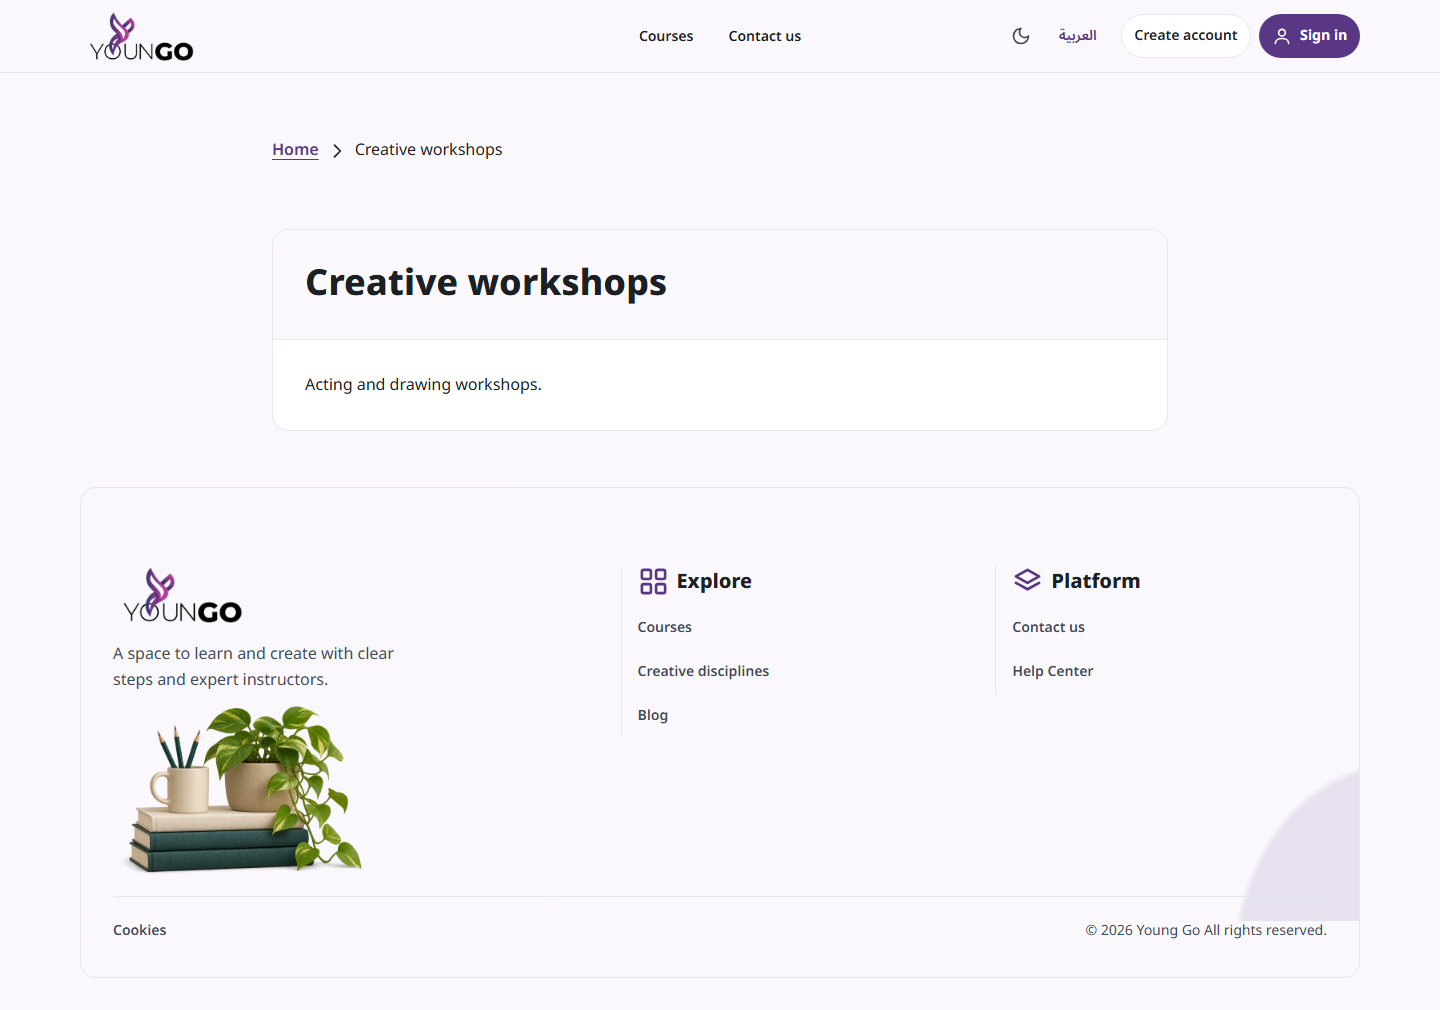 YOUNGO
Courses
Contact us
العربية
Create account
Sign in
Home
Creative workshops
Creative workshops
Acting and drawing workshops.
YOUNGO
A space to learn and create with clear
steps and expert instructors.
Explore
Courses
Creative disciplines
Blog
Platform
Contact us
Help Center
Cookies
© 2026 Young Go All rights reserved.